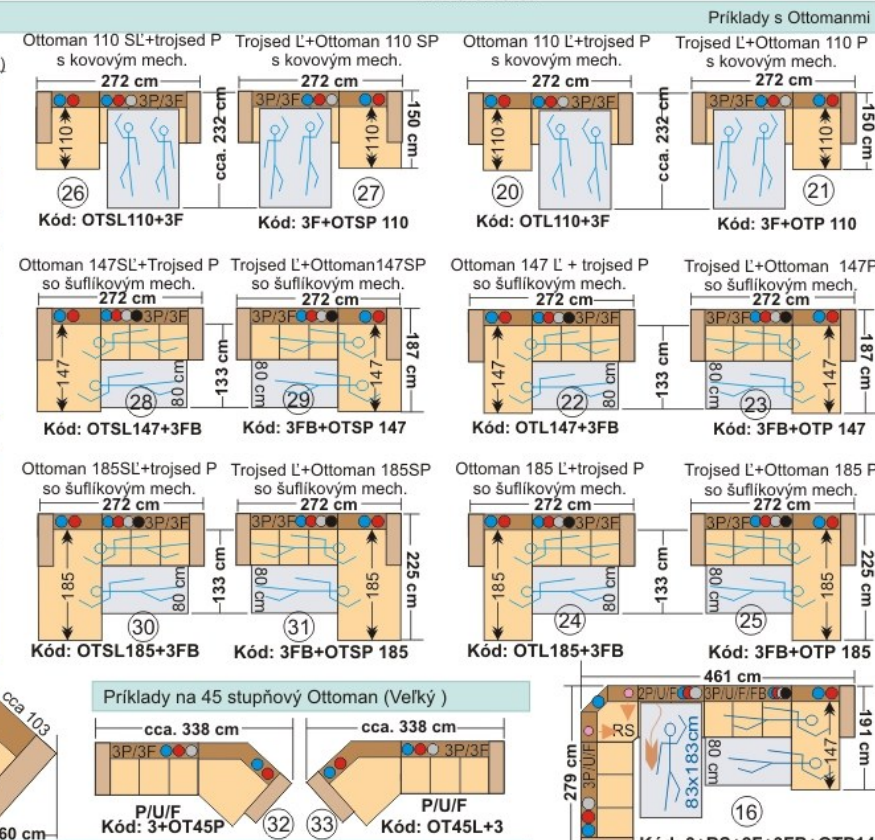 Príklady s Ottomanmi
Ottoman 110 SĽ+trojsed P
s kovovým mech.
272 cm
3P/3F
110
cca. 232 cm
26
Kód: OTSL110+3F
Trojsed Ľ+Ottoman 110 SP
s kovovým mech.
272 cm
3P/3F
110
150 cm
27
Kód: 3F+OTSP 110
Ottoman 110 Ľ+trojsed P
s kovovým mech.
272 cm
3P/3F
110
cca. 232 cm
20
Kód: OTL110+3F
Trojsed Ľ+Ottoman 110 P
s kovovým mech.
272 cm
3P/3F
110
150 cm
21
Kód: 3F+OTP 110
Ottoman 147SĽ+Trojsed P
so šuflíkovým mech.
272 cm
3P/3F
147
80 cm
133 cm
28
Kód: OTSL147+3FB
Trojsed Ľ+Ottoman147SP
so šuflíkovým mech.
272 cm
3P/3F
80 cm
147
187 cm
29
Kód: 3FB+OTSP 147
Ottoman 147 Ľ + trojsed P
so šuflíkovým mech.
272 cm
3P/3F
147
80 cm
133 cm
22
Kód: OTL147+3FB
Trojsed Ľ+Ottoman 147P
so šuflíkovým mech.
272 cm
3P/3F
80 cm
147
187 cm
23
Kód: 3FB+OTP 147
Ottoman 185SĽ+trojsed P
so šuflíkovým mech.
272 cm
3P/3F
185
80 cm
133 cm
30
Kód: OTSL185+3FB
Trojsed Ľ+Ottoman 185SP
so šuflíkovým mech.
272 cm
3P/3F
80 cm
185
225 cm
31
Kód: 3FB+OTSP 185
Ottoman 185 Ľ+trojsed P
so šuflíkovým mech.
272 cm
3P/3F
185
80 cm
133 cm
24
Kód: OTL185+3FB
Trojsed Ľ+Ottoman 185 P
so šuflíkovým mech.
272 cm
3P/3F
80 cm
185
225 cm
25
Kód: 3FB+OTP 185
cca 103
60 cm
Príklady na 45 stupňový Ottoman (Veľký )
cca. 338 cm
3P/3F
P/U/F
Kód: 3+OT45P
32
cca. 338 cm
3P/3F
P/U/F
Kód: OT45L+3
33
461 cm
2P/U/F
3P/U/F/FB
RS
3P/U/F
279 cm
83x183cm
80 cm
147
191 cm
16